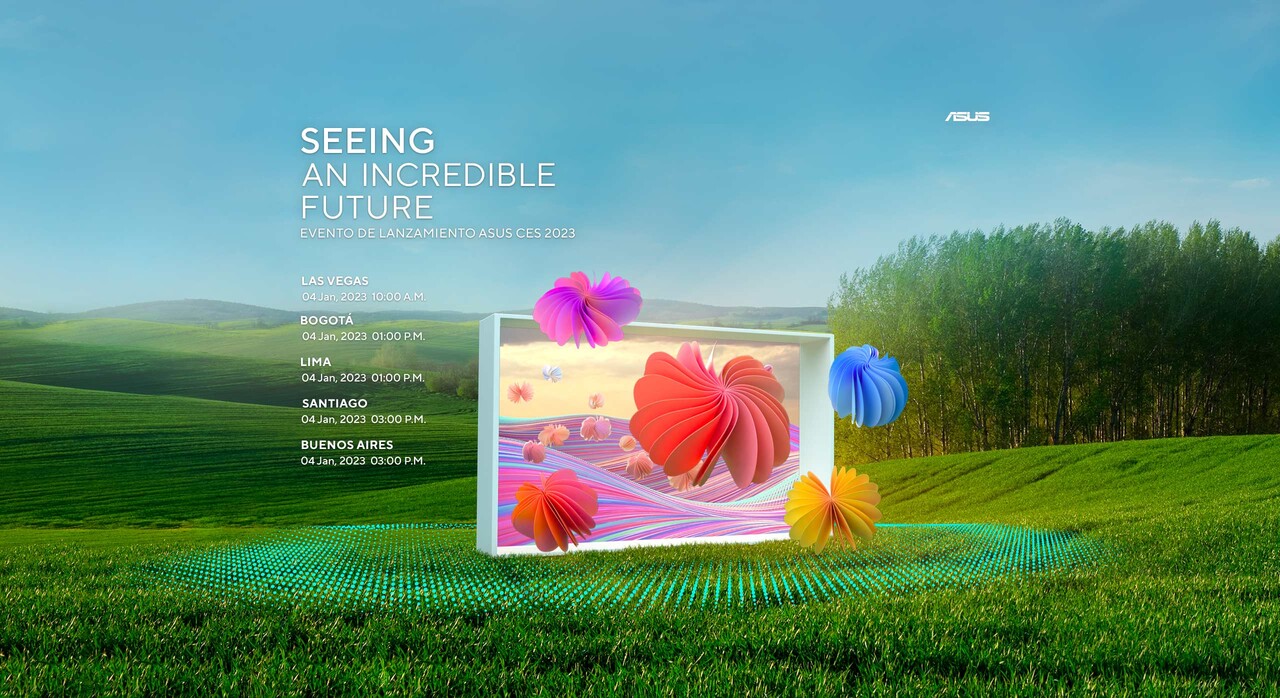 SEEING
AN INCREDIBLE
FUTURE
EVENTO DE LANZAMIENTO ASUS CES 2023
LAS VEGAS
04 Jan, 2023 10:00 A.M.
BOGOTÁ
04 Jan, 2023 01:00 P.M.
LIMA
04 Jan, 2023 01:00 P.M.
SANTIAGO
04 Jan, 2023 03:00 P.M.
BUENOS AIRES
04 Jan, 2023 03:00 P.M.
ASUS